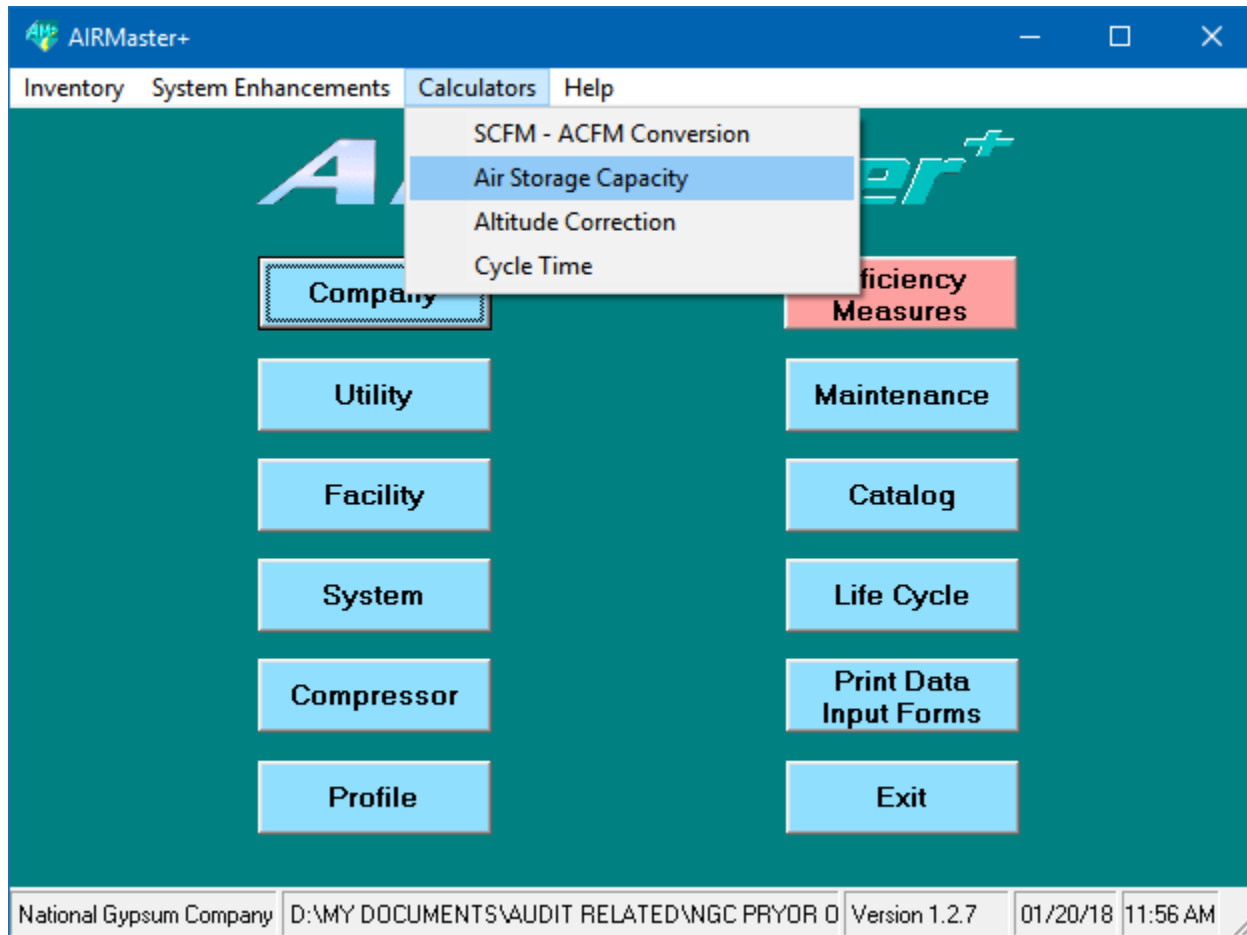 AIRMaster+
Inventory System Enhancements Calculators Help
SCFM - ACFM Conversion
Air Storage Capacity
Altitude Correction
Cycle Time
Company
Measures
Utility
Maintenance
Facility
Catalog
System
Life Cycle
Compressor
Print Data
Input Forms
Profile
Exit
National Gypsum Company D:\MY DOCUMENTS\AUDIT RELATED\NGC PRYOR O Version 1.2.7 01/20/18 11:56 AM